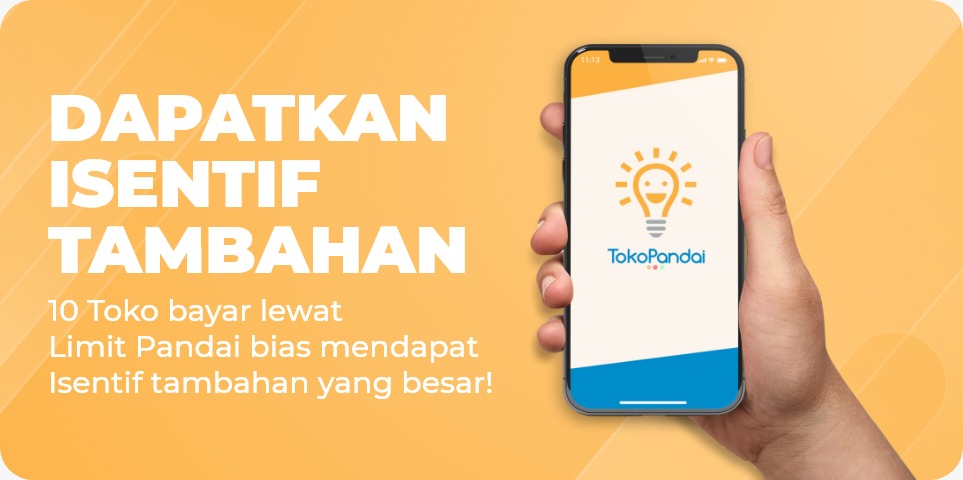 DAPATKAN
ISENTIF
TAMBAHAN
10 Toko bayar lewat
Limit Pandai bias mendapat
Isentif tambahan yang besar!
11:13
TokoPandai